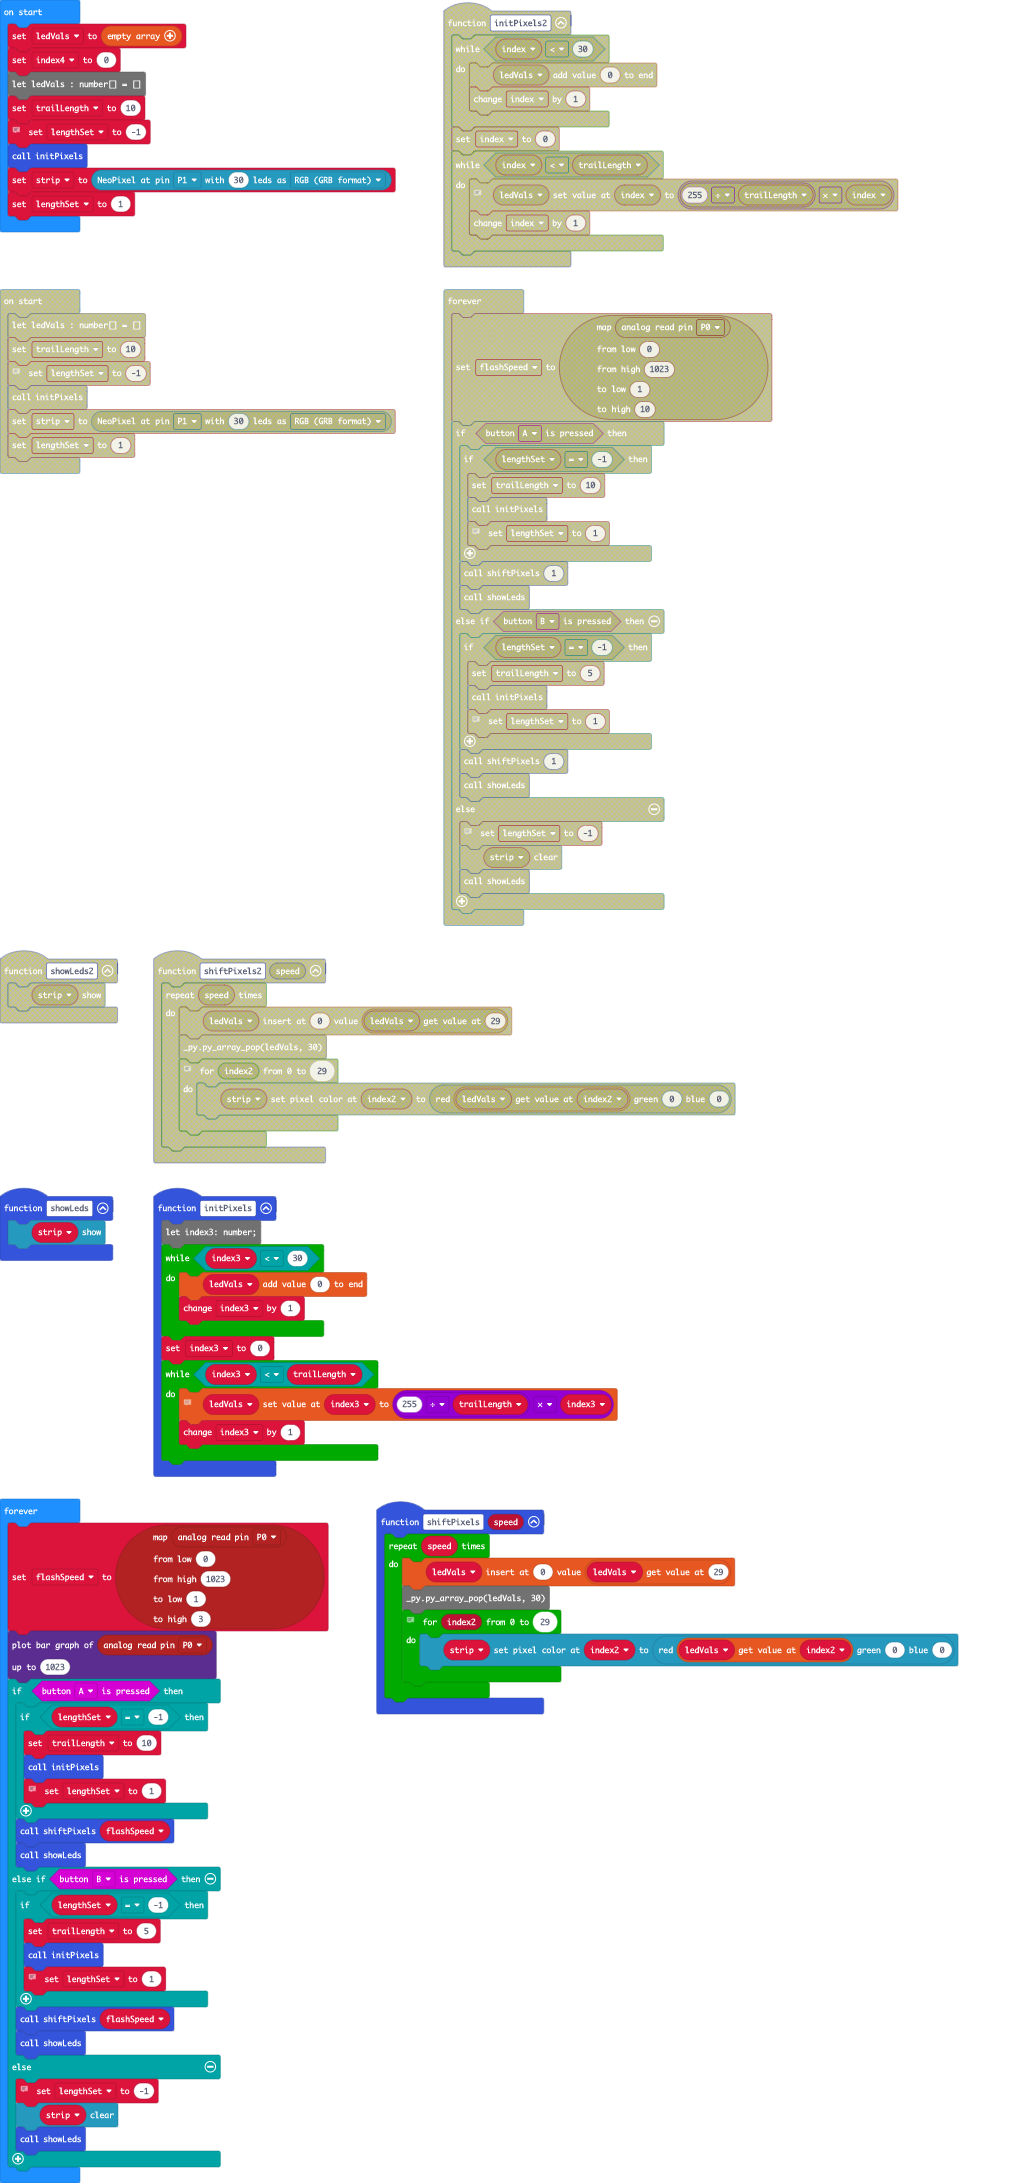 on start
set ledVals to empty array
set index4 to 0
let ledVals : number[] = []
set trailLength to 10
set lengthSet to -1
call initPixels
set strip to NeoPixel at pin P1 with 30 leds as RGB (GRB format)
set lengthSet to 1
function initPixels2
while index < 30
do
ledVals add value 0 to end
change index by 1
set index to 0
while index < trailLength
do
ledVals set value at index to 255 ÷ trailLength × index
change index by 1
on start
let ledVals : number[] = []
set trailLength to 10
set lengthSet to -1
call initPixels
set strip to NeoPixel at pin P1 with 30 leds as RGB (GRB format)
set lengthSet to 1
forever
set flashSpeed to
map analog read pin P0
from low 0
from high 1023
to low 1
to high 10
if button A is pressed then
if lengthSet = -1 then
set trailLength to 10
call initPixels
set lengthSet to 1
call shiftPixels 1
call showLeds
else if button B is pressed then
if lengthSet = -1 then
set trailLength to 5
call initPixels
set lengthSet to 1
call shiftPixels 1
call showLeds
else
set lengthSet to -1
strip clear
call showLeds
function showLeds2
strip show
function shiftPixels2 speed
repeat speed times
do
ledVals insert at 0 value ledVals get value at 29
_py.py_array_pop(ledVals, 30)
for index2 from 0 to 29
do
strip set pixel color at index2 to red ledVals get value at index2 green 0 blue 0
function showLeds
strip show
function initPixels
let index3: number;
while index3 < 30
do
ledVals add value 0 to end
change index3 by 1
set index3 to 0
while index3 < trailLength
do
ledVals set value at index3 to 255 ÷ trailLength × index3
change index3 by 1
forever
set flashSpeed to
map analog read pin P0
from low 0
from high 1023
to low 1
to high 3
plot bar graph of analog read pin P0
up to 1023
if button A is pressed then
if lengthSet = -1 then
set trailLength to 10
call initPixels
set lengthSet to 1
call shiftPixels flashSpeed
call showLeds
else if button B is pressed then
if lengthSet = -1 then
set trailLength to 5
call initPixels
set lengthSet to 1
call shiftPixels flashSpeed
call showLeds
else
set lengthSet to -1
strip clear
call showLeds
function shiftPixels speed
repeat speed times
do
ledVals insert at 0 value ledVals get value at 29
_py.py_array_pop(ledVals, 30)
for index2 from 0 to 29
do
strip set pixel color at index2 to red ledVals get value at index2 green 0 blue 0